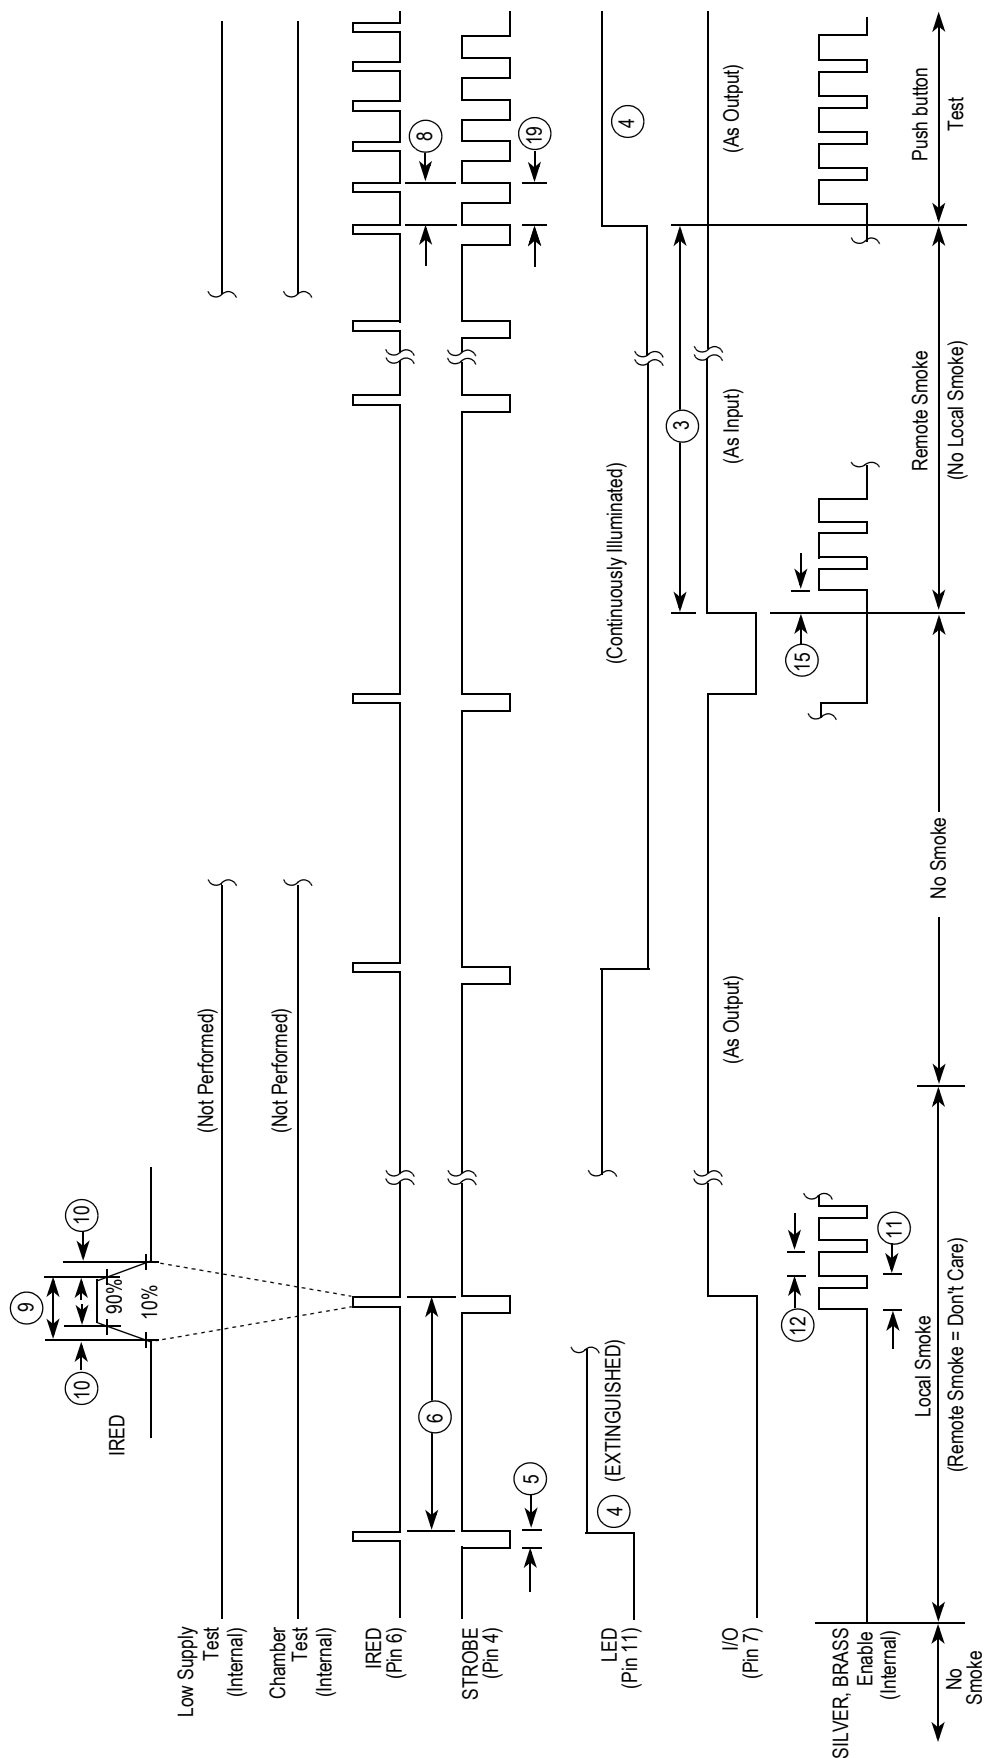 IRED
10
9
10
90%
10%
Low Supply
Test
(Internal)
(Not Performed)
Chamber
Test
(Internal)
(Not Performed)
IRED
(Pin 6)
6
8
STROBE
(Pin 4)
5
19
LED
(Pin 11)
4
(EXTINGUISHED)
(Continuously Illuminated)
4
3
I/O
(Pin 7)
(As Output)
(As Input)
(As Output)
12
11
15
SILVER, BRASS
Enable
(Internal)
No
Smoke
Local Smoke
(Remote Smoke = Don't Care)
No Smoke
Remote Smoke
(No Local Smoke)
Push button
Test